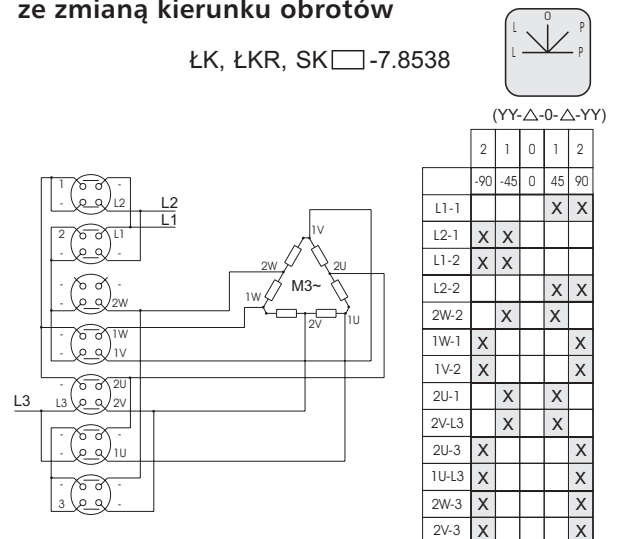 ze zmianą kierunku obrotów
ŁK, ŁKR, SK -7.8538
L L O P P
(YY-△-0-△-YY)
2 1 0 1 2
-90 -45 0 45 90
L1-1 X X
L2-1 X X
L1-2 X X
L2-2 X X
2W-2 X X
1W-1 X X
1V-2 X X
2U-1 X X
2V-L3 X X
2U-3 X X
1U-L3 X X
2W-3 X X
2V-3 X X
1 -
- L2 L2
L1
2 L1
- -
- -
- 2W
- 1W
- 1V
- 2U
L3 L3 2V
- -
- 1U
- -
3 -
1V
2W 2U
M3~
1W
2V 1U